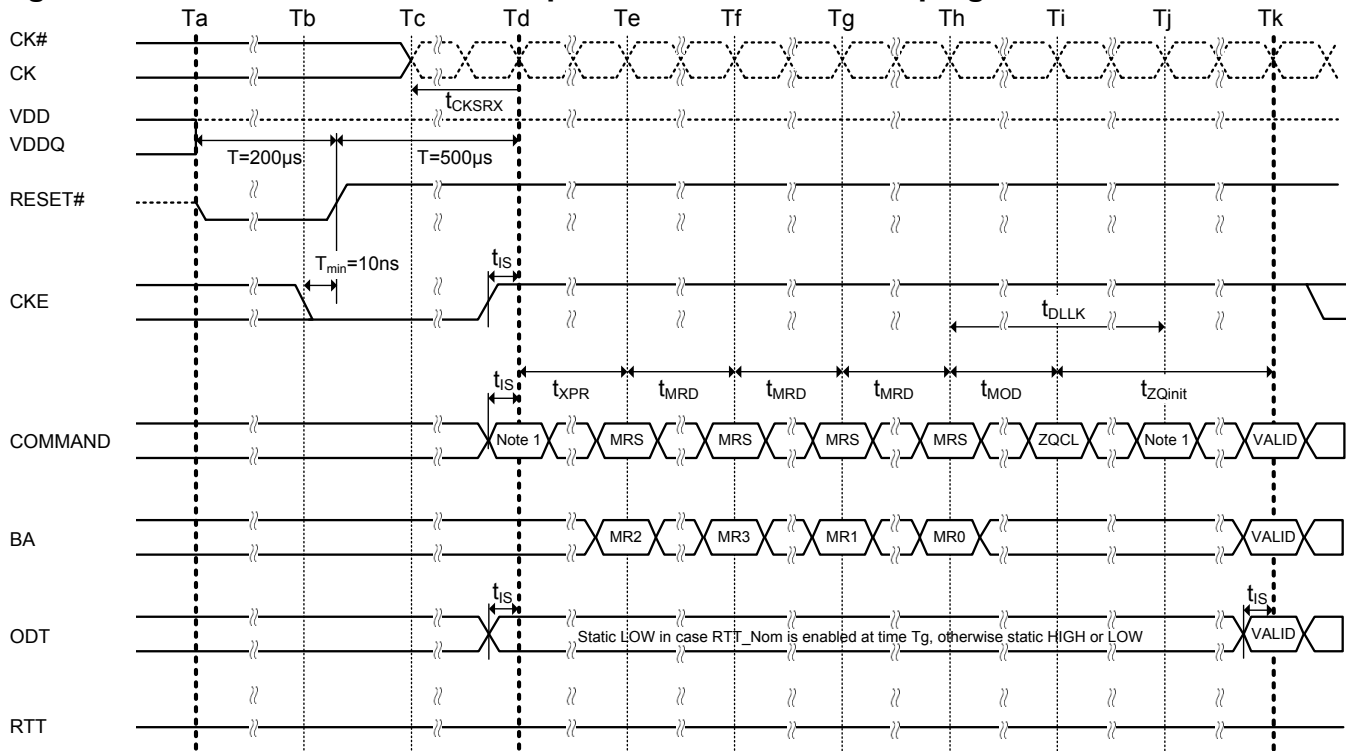 Ta Tb Tc Td Te Tf Tg Th Ti Tj Tk
CK#
CK
tCKSRX
VDD
VDDQ
T=200µs T=500µs
RESET#
Tmin=10ns tIS
CKE
tDLLK
tIS tXPR tMRD tMRD tMRD tMOD tZQinit
COMMAND Note 1 MRS MRS MRS MRS ZQCL Note 1 VALID
BA MR2 MR3 MR1 MR0 VALID
tIS tIS
ODT Static LOW in case RTT_Nom is enabled at time Tg, otherwise static HIGH or LOW VALID
RTT